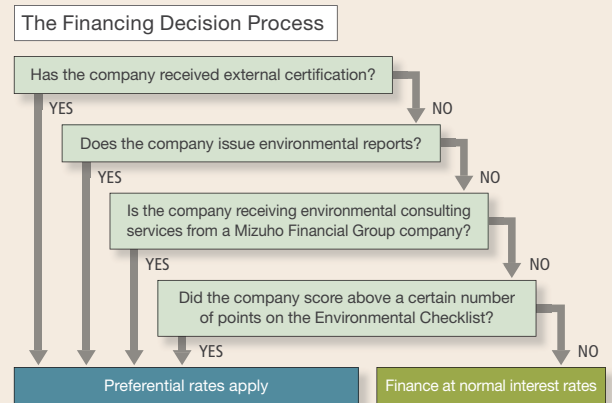 The Financing Decision Process
Has the company received external certification?
YES
NO
Does the company issue environmental reports?
YES
NO
Is the company receiving environmental consulting
services from a Mizuho Financial Group company?
YES
NO
Did the company score above a certain number
of points on the Environmental Checklist?
YES
NO
Preferential rates apply
Finance at normal interest rates